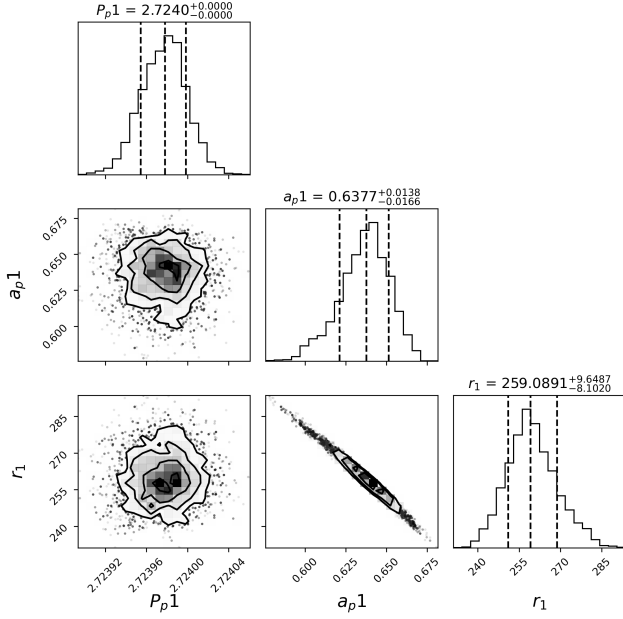 P_p1 = 2.7240^{+0.0000}_{-0.0000}
a_p1 = 0.6377^{+0.0138}_{-0.0166}
0.675
0.650
0.625
0.600
a_p1
r_1 = 259.0891^{+9.6487}_{-8.1020}
285
270
255
240
r_1
2.72392
2.72396
2.72400
2.72404
P_p1
0.600
0.625
0.650
0.675
a_p1
240
255
270
285
r_1